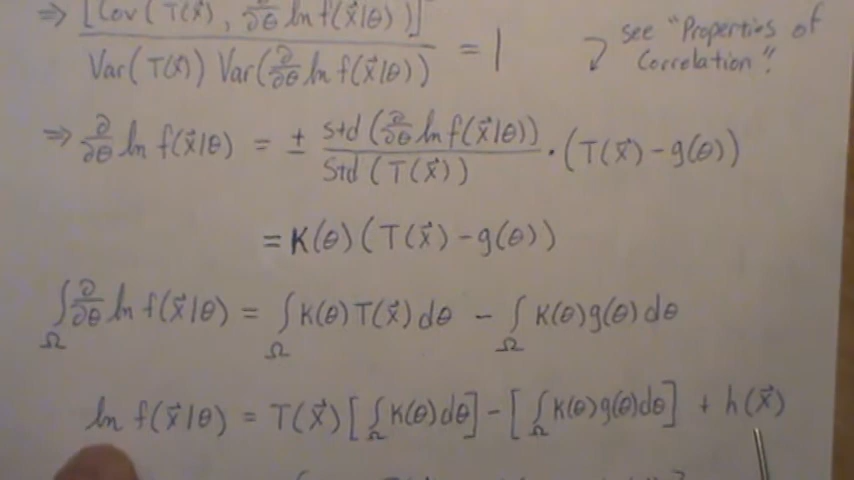 ⇒ [Cov(T(x⃗), ∂/∂θ ln f(x⃗|θ))] / Var(T(x⃗)) Var(∂/∂θ ln f(x⃗|θ)) = 1
see "Properties of
Correlation".
⇒ ∂/∂θ ln f(x⃗|θ) = ± std(∂/∂θ ln f(x⃗|θ)) / Std(T(x⃗)) · (T(x⃗) - g(θ))
= K(θ)(T(x⃗) - g(θ))
∫_Ω ∂/∂θ ln f(x⃗|θ) = ∫_Ω K(θ)T(x⃗)dθ - ∫_Ω K(θ)g(θ)dθ
ln f(x⃗|θ) = T(x⃗)[∫_Ω K(θ)dθ] - [∫_Ω K(θ)g(θ)dθ] + h(x⃗)